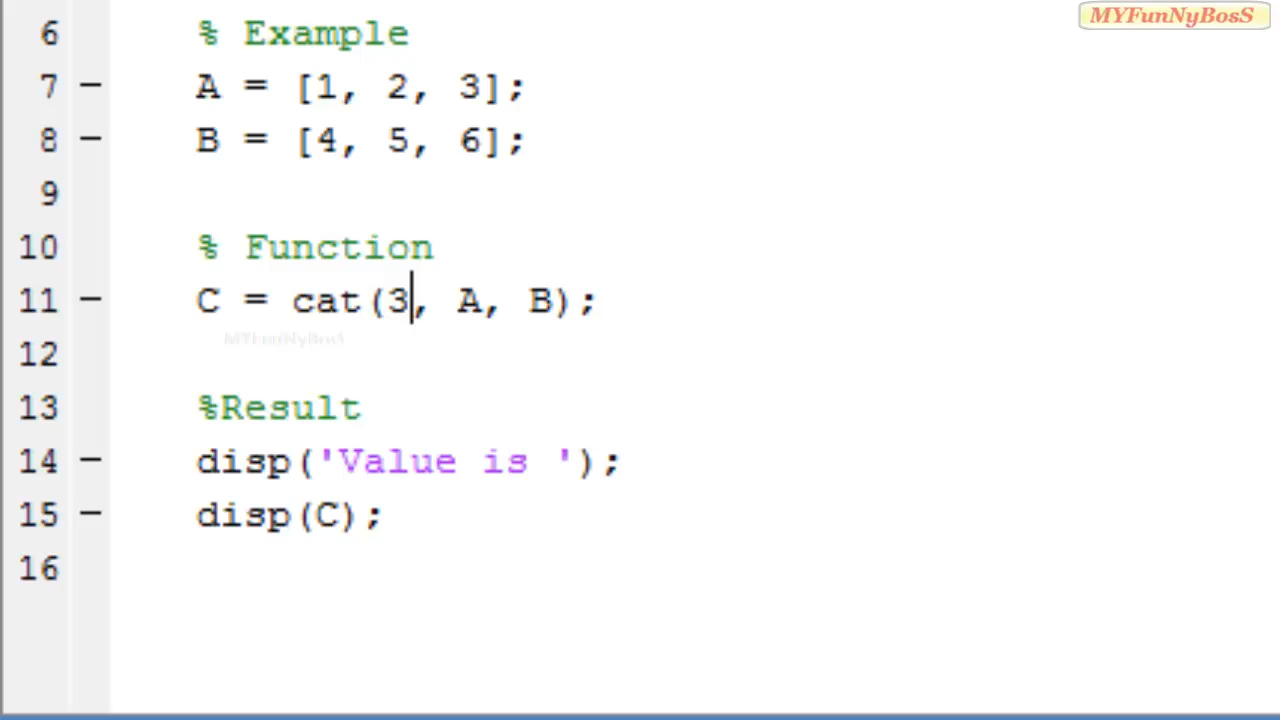 MYFunNyBosS
6 % Example
7 – A = [1, 2, 3];
8 – B = [4, 5, 6];
9
10 % Function
11 – C = cat(3, A, B);
MYFunNyBosS
12
13 %Result
14 – disp('Value is ');
15 – disp(C);
16